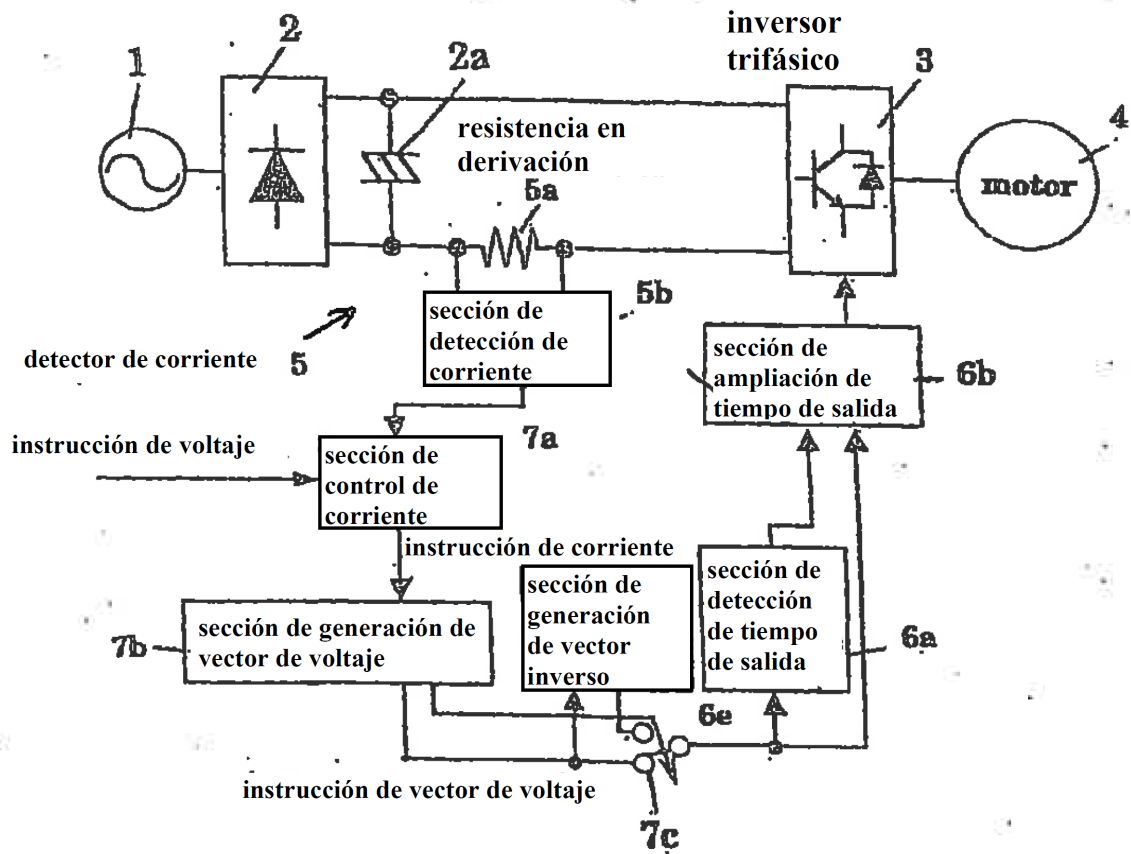 inversor
trifásico
1
2
2a
3
4
resistencia en
derivación
5a
motor
5b
sección de
detección de
corriente
detector de corriente 5
sección de
ampliación de
tiempo de salida
6b
instrucción de voltaje
7a
sección de
control de
corriente
instrucción de corriente
sección de
generación
de vector
inverso
sección de
detección
de tiempo
de salida
6a
7b
sección de generación de
vector de voltaje
6e
instrucción de vector de voltaje
7c